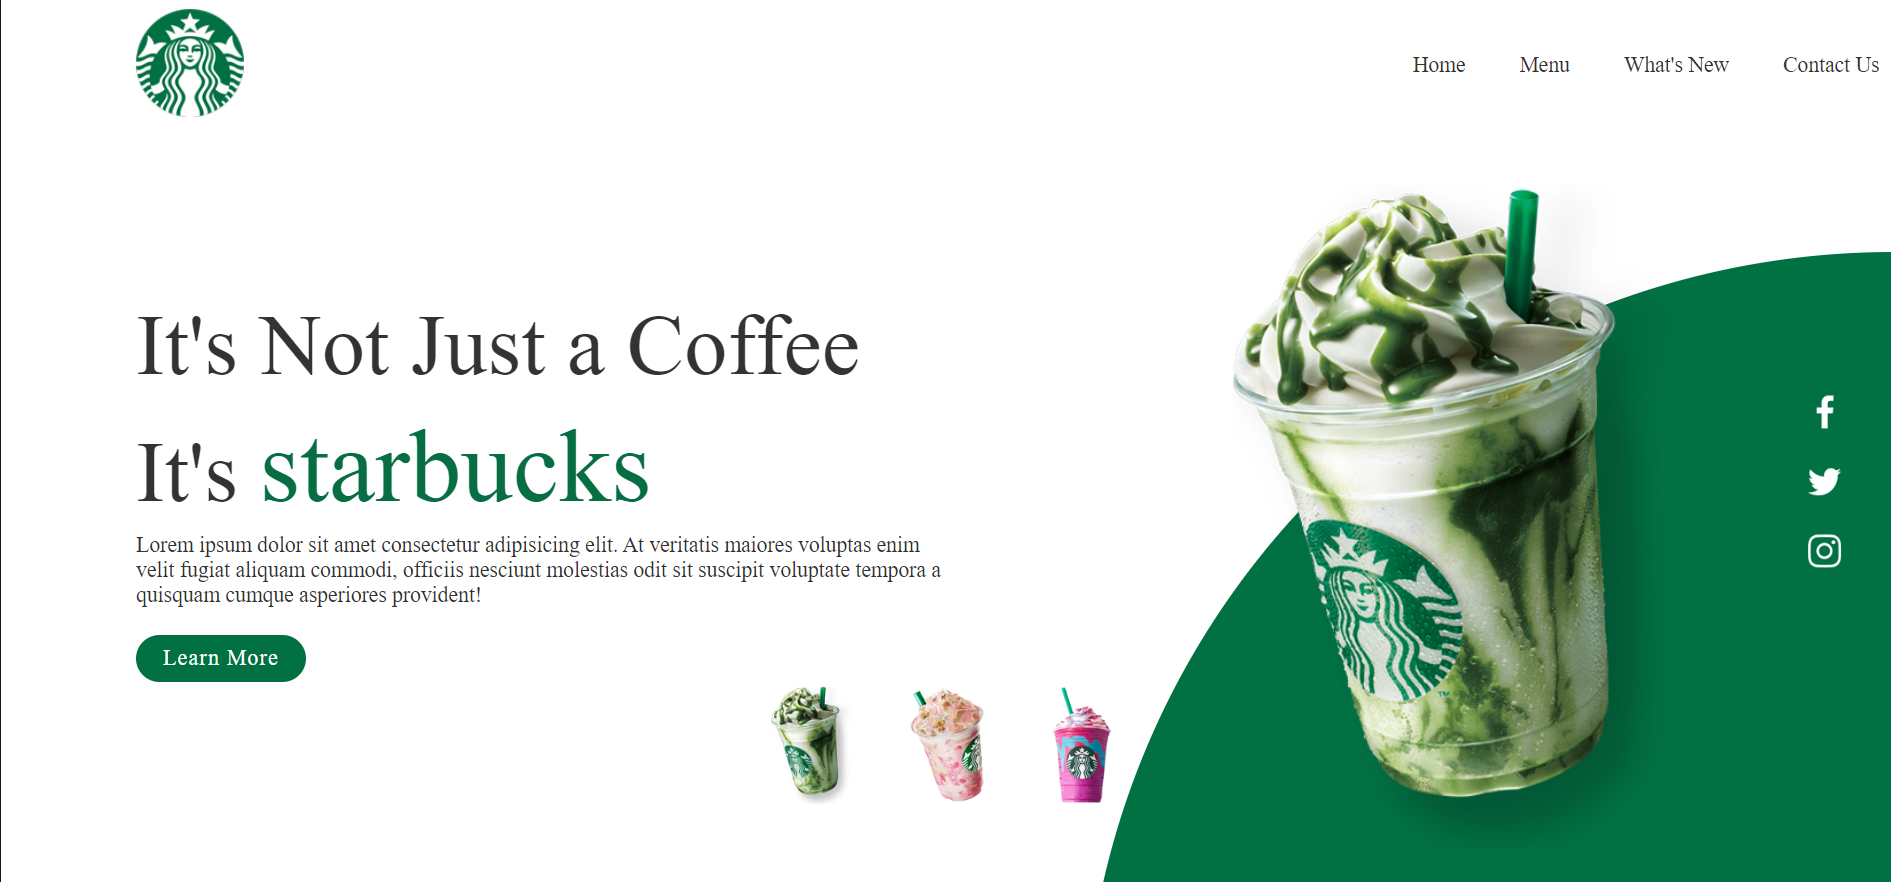 Home Menu What's New Contact Us
It's Not Just a Coffee
It's starbucks
Lorem ipsum dolor sit amet consectetur adipisicing elit. At veritatis maiores voluptas enim
velit fugiat aliquam commodi, officiis nesciunt molestias odit sit suscipit voluptate tempora a
quisquam cumque asperiores provident!
Learn More
TM